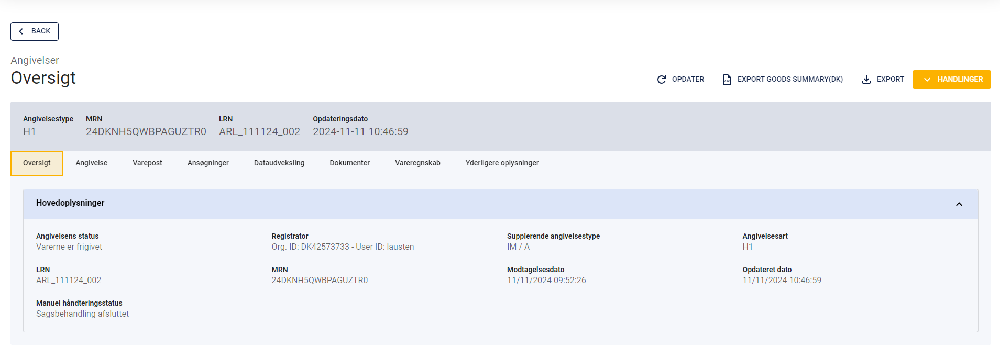 BACK
Angivelser
Oversigt
OPDATER
EXPORT GOODS SUMMARY(DK)
EXPORT
HANDLINGER
Angivelsestype MRN LRN Opdateringsdato
H1 24DKNH5QWBPAGUZTR0 ARL_111124_002 2024-11-11 10:46:59
Oversigt Angivelse Varepost Ansøgninger Dataudveksling Dokumenter Vareregnskab Yderligere oplysninger
Hovedoplysninger
Angivelsens status Registrator Supplerende angivelsestype Angivelsesart
Varerne er frigivet Org. ID: DK42573733 - User ID: lausten IM / A H1
LRN MRN Modtagelsesdato Opdateret dato
ARL_111124_002 24DKNH5QWBPAGUZTR0 11/11/2024 09:52:26 11/11/2024 10:46:59
Manuel håndteringsstatus
Sagsbehandling afsluttet